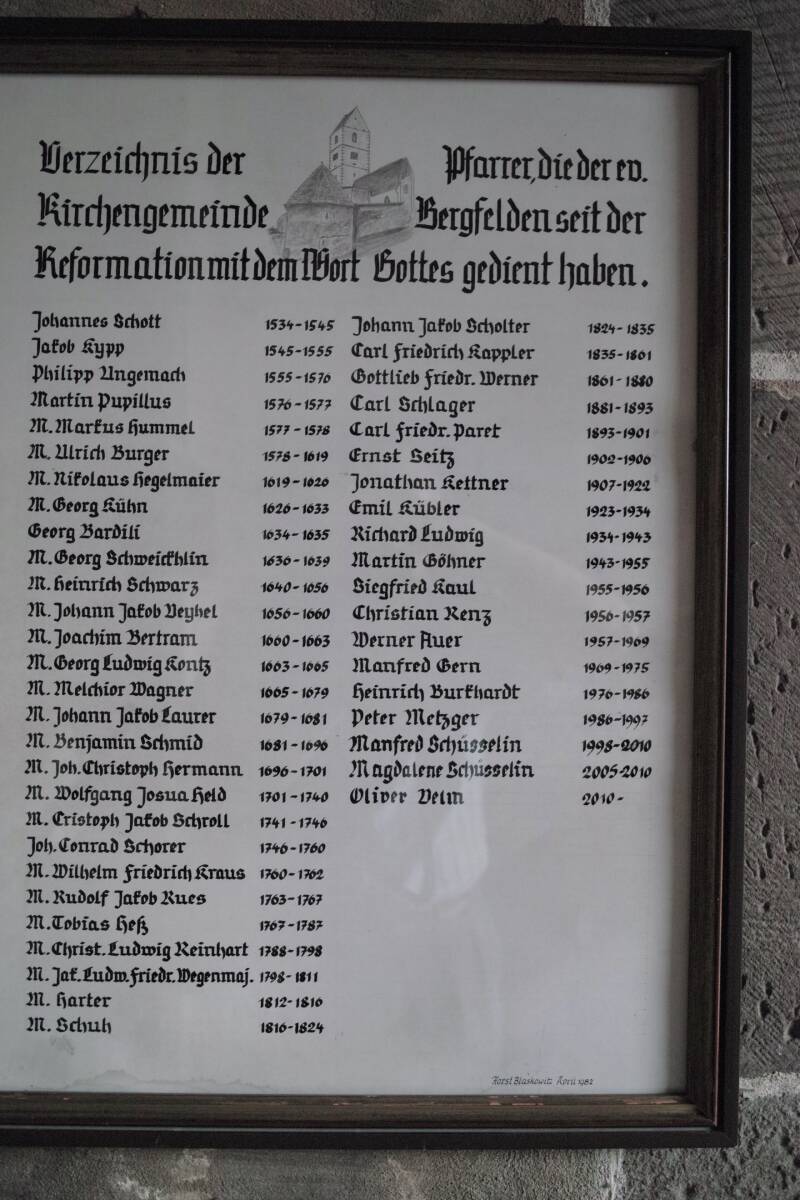 Verzeichnis der Pfarrer, die der ev.
Kirchengemeinde Bergfelden seit der
Reformation mit dem Wort Gottes gedient haben.
Johannes Schott 1534-1545
Jakob Kypp 1545-1555
Philipp Ungemach 1555-1576
Martin Pupillus 1576-1577
M. Markus Hummel 1577-1578
M. Ulrich Burger 1578-1619
M. Nikolaus Hegelmaier 1619-1626
M. Georg Kühn 1626-1633
Georg Bardili 1634-1635
M. Georg Schweickhlin 1636-1639
M. Heinrich Schwarz 1640-1656
M. Johann Jakob Veyhel 1656-1660
M. Joachim Bertram 1660-1663
M. Georg Ludwig Kontz 1663-1665
M. Melchior Wagner 1665-1679
M. Johann Jakob Laurer 1679-1681
M. Benjamin Schmid 1681-1696
M. Joh. Christoph Hermann 1696-1701
M. Wolfgang Josua Held 1701-1740
M. Cristoph Jakob Schroll 1741-1746
Joh. Conrad Schorer 1746-1760
M. Wilhelm Friedrich Kraus 1760-1762
M. Rudolf Jakob Rues 1763-1767
M. Tobias Heß 1767-1787
M. Christ. Ludwig Reinhart 1788-1798
M. Jak. Ludw. Friedr. Wegenmaj. 1798-1811
M. Harter 1812-1816
M. Schuh 1816-1824
Johann Jakob Scholter 1824-1835
Carl Friedrich Kappler 1835-1861
Gottlieb Friedr. Werner 1861-1880
Carl Schlager 1881-1893
Carl Friedr. Paret 1893-1901
Ernst Seitz 1902-1906
Jonathan Kettner 1907-1922
Emil Kübler 1923-1934
Richard Ludwig 1934-1943
Martin Göhner 1943-1955
Siegfried Kaul 1955-1956
Christian Renz 1956-1957
Werner Auer 1957-1969
Manfred Gern 1969-1975
Heinrich Burkhardt 1976-1986
Peter Metzger 1986-1997
Manfred Schüsselin 1998-2010
Magdalene Schüsselin 2005-2010
Oliver Velm 2010-
Horst Blaskowitz April 1982